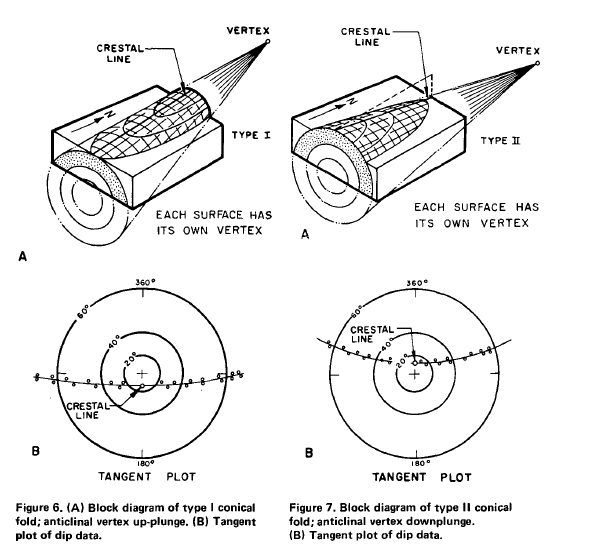 CRESTAL
LINE
VERTEX
N
TYPE I
EACH SURFACE HAS
ITS OWN VERTEX
A
CRESTAL
LINE
VERTEX
N
TYPE II
EACH SURFACE HAS
ITS OWN VERTEX
A
360°
60°
40°
20°
CRESTAL
LINE
B
180°
TANGENT PLOT
360°
60°
CRESTAL
LINE
40°
20°
B
180°
TANGENT PLOT
Figure 6. (A) Block diagram of type I conical
fold; anticlinal vertex up-plunge. (B) Tangent
plot of dip data.
Figure 7. Block diagram of type II conical
fold; anticlinal vertex downplunge.
(B) Tangent plot of dip data.